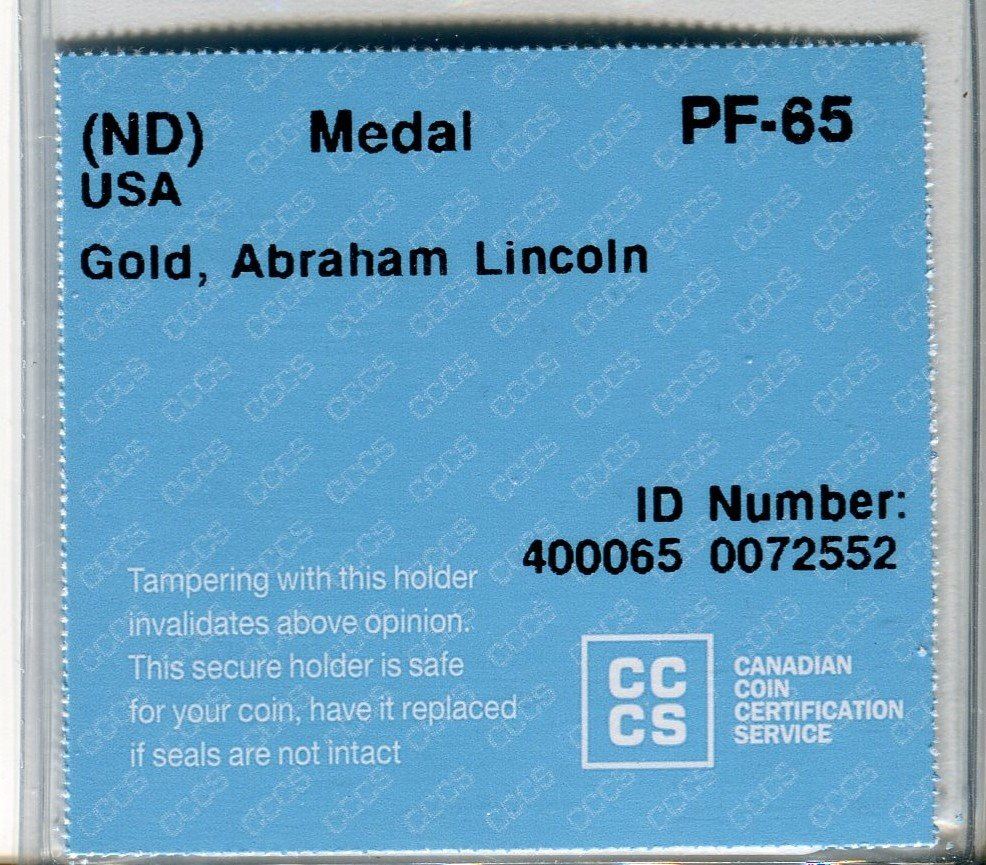 (ND) Medal PF-65
USA
Gold, Abraham Lincoln
ID Number:
400065 0072552
Tampering with this holder
invalidates above opinion.
This secure holder is safe
for your coin, have it replaced
if seals are not intact
CC
CS
CANADIAN
COIN
CERTIFICATION
SERVICE